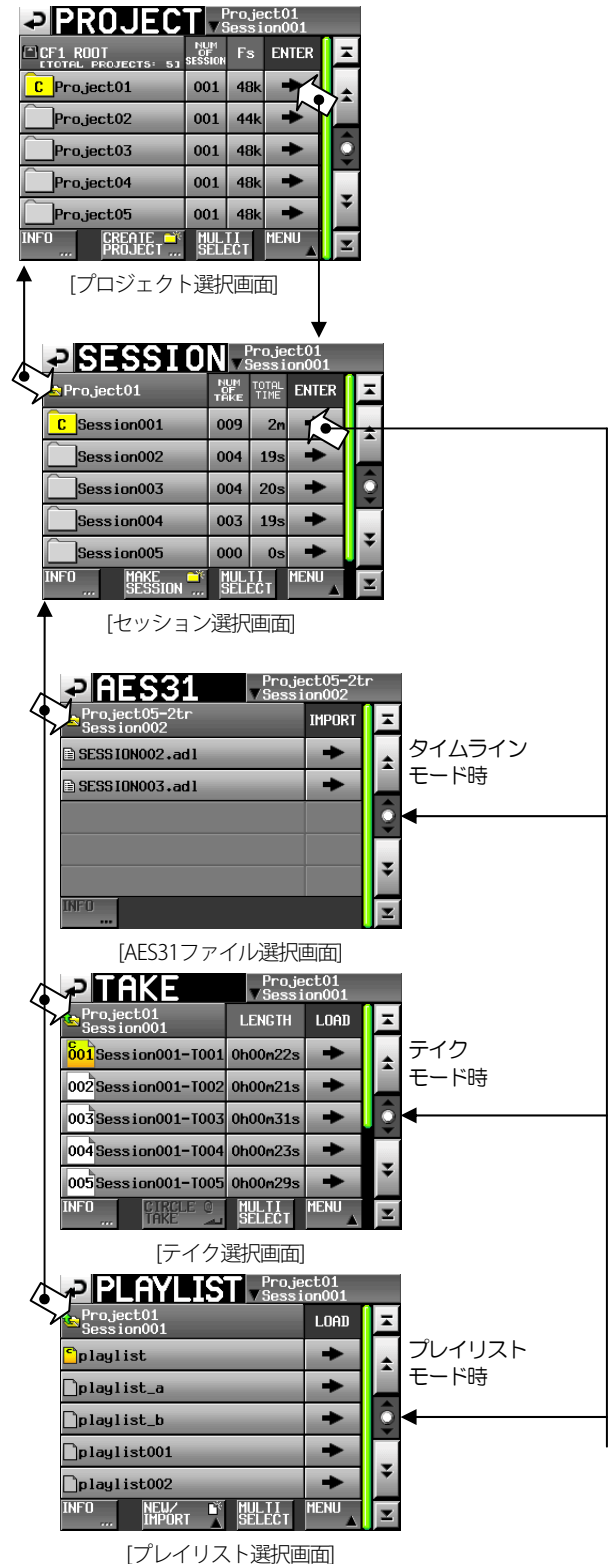 PROJECT
Project01
Session001
CF1 ROOT
[TOTAL PROJECTS: 5]
NUM OF SESSION
Fs
ENTER
C Project01 001 48k
Project02 001 44k
Project03 001 48k
Project04 001 48k
Project05 001 48k
INFO ...
CREATE PROJECT ...
MULTI SELECT
MENU
[プロジェクト選択画面]
SESSION
Project01
Session001
Project01
NUM OF TAKE
TOTAL TIME
ENTER
C Session001 009 2m
Session002 004 19s
Session003 004 20s
Session004 003 19s
Session005 000 0s
INFO ...
MAKE SESSION ...
MULTI SELECT
MENU
[セッション選択画面]
AES31
Project05-2tr
Session002
Project05-2tr
Session002
IMPORT
SESSION002.adl
SESSION003.adl
INFO ...
タイムライン
モード時
[AES31ファイル選択画面]
TAKE
Project01
Session001
Project01
Session001
LENGTH
LOAD
C 001 Session001-T001 0h00m22s
002 Session001-T002 0h00m21s
003 Session001-T003 0h00m31s
004 Session001-T004 0h00m23s
005 Session001-T005 0h00m29s
INFO ...
CIRCLE @ TAKE
MULTI SELECT
MENU
テイク
モード時
[テイク選択画面]
PLAYLIST
Project01
Session001
Project01
Session001
LOAD
C playlist
playlist_a
playlist_b
playlist001
playlist002
INFO ...
NEW/ IMPORT
MULTI SELECT
MENU
プレイリスト
モード時
[プレイリスト選択画面]